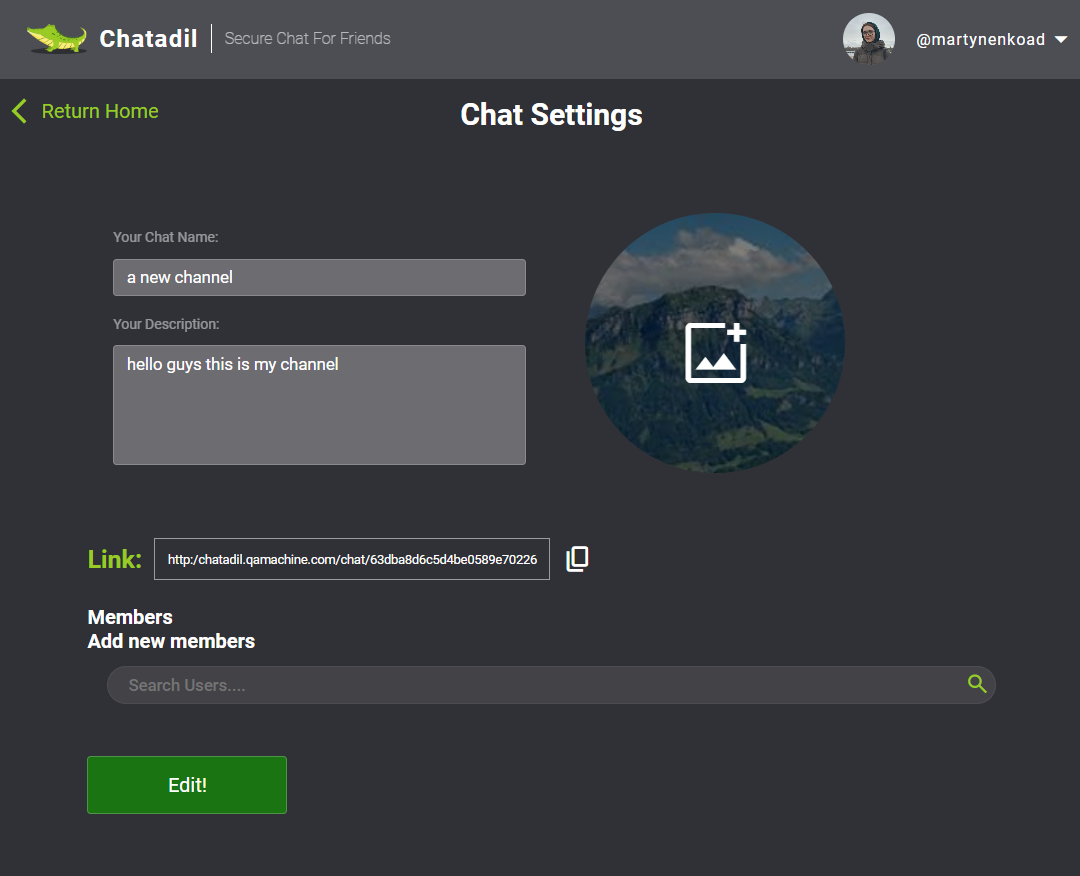 Chatadil
Secure Chat For Friends
@martynenkoad
Return Home
Chat Settings
Your Chat Name:
a new channel
Your Description:
hello guys this is my channel
Link:
http:/chatadil.qamachine.com/chat/63dba8d6c5d4be0589e70226
Members
Add new members
Search Users....
Edit!